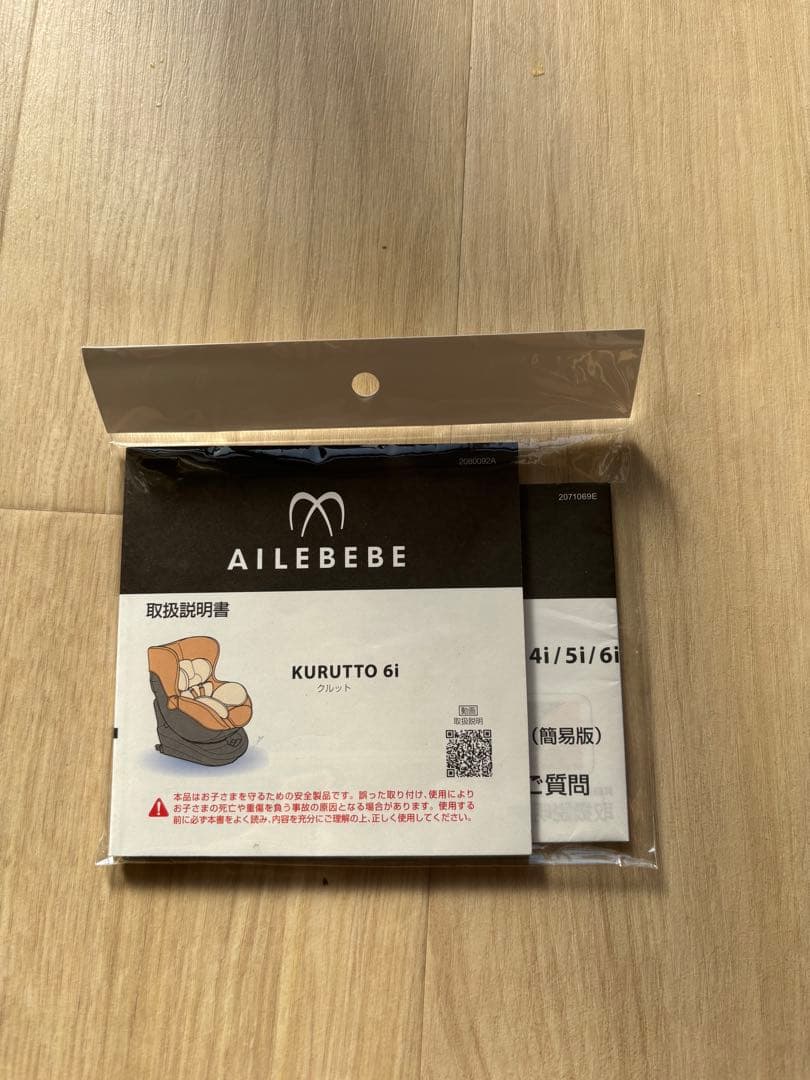 2080092A
AILEBEBE
取扱説明書
KURUTTO 6i
クルット
動画
取扱説明
本品はお子さまを守るための安全製品です。誤った取り付け、使用により
お子さまの死亡や重傷を負う事故の原因となる場合があります。使用する
前に必ず本書をよく読み、内容を充分にご理解の上、正しく使用してください。
2071069E
4i/5i/6i
(簡易版)
ご質問
取扱説明